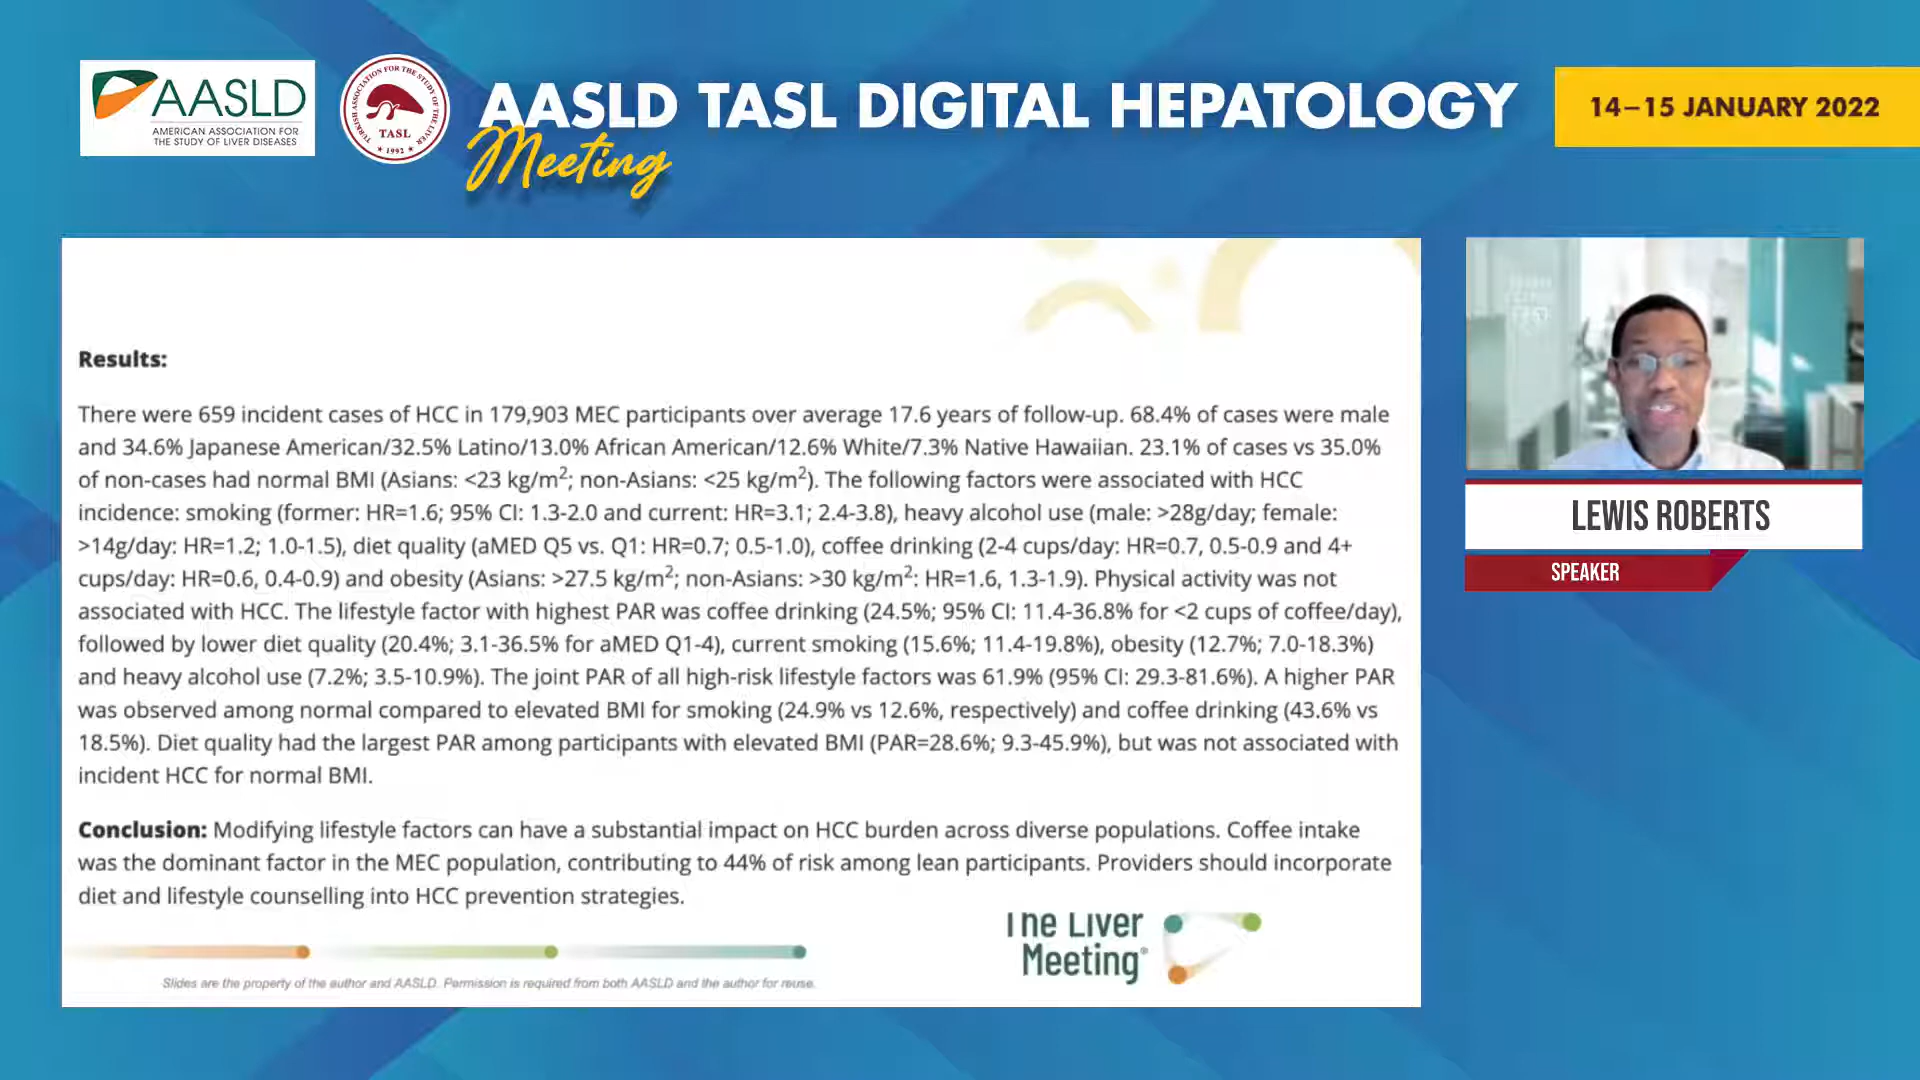 AASLD
AMERICAN ASSOCIATION FOR
THE STUDY OF LIVER DISEASES
TURKISH ASSOCIATION FOR THE STUDY OF THE LIVER
TASL
1992
AASLD TASL DIGITAL HEPATOLOGY
Meeting
14–15 JANUARY 2022
Results:
There were 659 incident cases of HCC in 179,903 MEC participants over average 17.6 years of follow-up. 68.4% of cases were male
and 34.6% Japanese American/32.5% Latino/13.0% African American/12.6% White/7.3% Native Hawaiian. 23.1% of cases vs 35.0%
of non-cases had normal BMI (Asians: <23 kg/m²; non-Asians: <25 kg/m²). The following factors were associated with HCC
incidence: smoking (former: HR=1.6; 95% CI: 1.3-2.0 and current: HR=3.1; 2.4-3.8), heavy alcohol use (male: >28g/day; female:
>14g/day: HR=1.2; 1.0-1.5), diet quality (aMED Q5 vs. Q1: HR=0.7; 0.5-1.0), coffee drinking (2-4 cups/day: HR=0.7, 0.5-0.9 and 4+
cups/day: HR=0.6, 0.4-0.9) and obesity (Asians: >27.5 kg/m²; non-Asians: >30 kg/m²: HR=1.6, 1.3-1.9). Physical activity was not
associated with HCC. The lifestyle factor with highest PAR was coffee drinking (24.5%; 95% CI: 11.4-36.8% for <2 cups of coffee/day),
followed by lower diet quality (20.4%; 3.1-36.5% for aMED Q1-4), current smoking (15.6%; 11.4-19.8%), obesity (12.7%; 7.0-18.3%)
and heavy alcohol use (7.2%; 3.5-10.9%). The joint PAR of all high-risk lifestyle factors was 61.9% (95% CI: 29.3-81.6%). A higher PAR
was observed among normal compared to elevated BMI for smoking (24.9% vs 12.6%, respectively) and coffee drinking (43.6% vs
18.5%). Diet quality had the largest PAR among participants with elevated BMI (PAR=28.6%; 9.3-45.9%), but was not associated with
incident HCC for normal BMI.
Conclusion: Modifying lifestyle factors can have a substantial impact on HCC burden across diverse populations. Coffee intake
was the dominant factor in the MEC population, contributing to 44% of risk among lean participants. Providers should incorporate
diet and lifestyle counselling into HCC prevention strategies.
The Liver
Meeting®
Slides are the property of the author and AASLD. Permission is required from both AASLD and the author for reuse.
LEWIS ROBERTS
SPEAKER